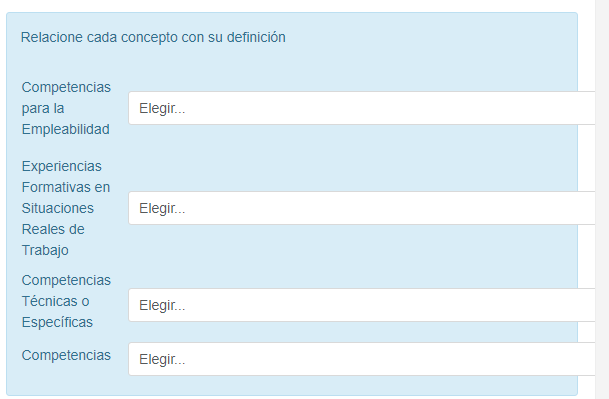 Relacione cada concepto con su definición
Competencias
para la
Empleabilidad
Elegir...
Experiencias
Formativas en
Situaciones
Reales de
Trabajo
Elegir...
Competencias
Técnicas o
Específicas
Elegir...
Competencias
Elegir...